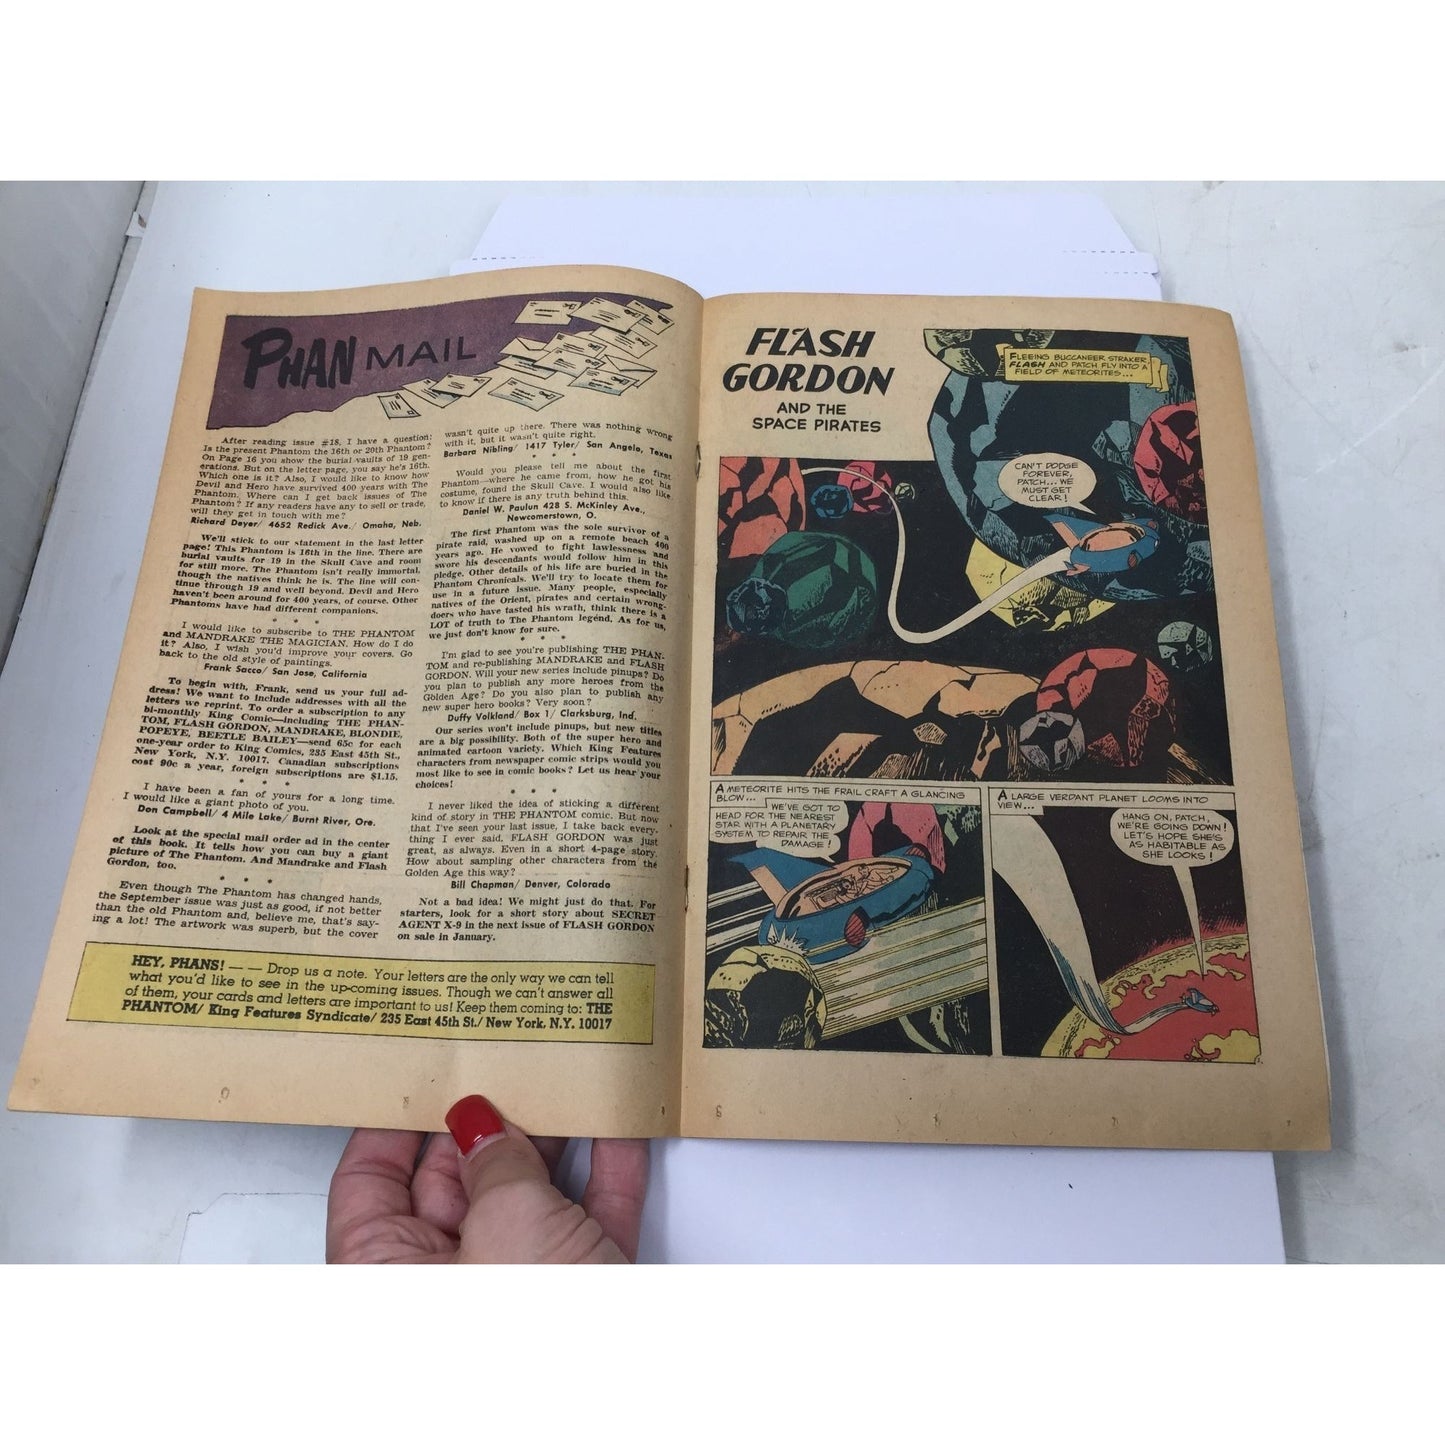 PHAN MAIL
After reading issue #18, I have a question:
Is the present Phantom the 16th or 20th Phantom?
On Page 16 you show the burial vaults of 19 gen-
erations. But on the letter page, you say he's 16th.
Which one is it? Also, I would like to know how
Devil and Hero have survived 400 years with The
Phantom? Where can I get back issues of The
Phantom? If any readers have any to sell or trade,
will they get in touch with me?
Richard Deyer/ 4652 Redick Ave./ Omaha, Neb.
We'll stick to our statement in the last letter
page! This Phantom is 16th in the line. There are
burial vaults for 19 in the Skull Cave and room
for still more. The Phantom isn't really immortal,
though the natives think he is. The line will con-
tinue through 19 and well beyond. Devil and Hero
haven't been around for 400 years, of course. Other
Phantoms have had different companions.
* * *
I would like to subscribe to THE PHANTOM
and MANDRAKE THE MAGICIAN. How do I do
it? Also, I wish you'd improve your covers. Go
back to the old style of paintings.
Frank Sacco/ San Jose, California
To begin with, Frank, send us your full ad-
dress! We want to include addresses with all the
letters we reprint. To order a subscription to any
bi-monthly King Comic—including THE PHAN-
TOM, FLASH GORDON, MANDRAKE, BLONDIE,
POPEYE, BEETLE BAILEY—send 65c for each
one-year order to King Comics, 235 East 45th St.,
New York, N.Y. 10017. Canadian subscriptions
cost 90c a year, foreign subscriptions are $1.15.
* * *
I have been a fan of yours for a long time.
I would like a giant photo of you.
Don Campbell/ 4 Mile Lake/ Burnt River, Ore.
Look at the special mail order ad in the center
of this book. It tells how you can buy a giant
picture of The Phantom. And Mandrake and Flash
Gordon, too.
* * *
Even though The Phantom has changed hands,
the September issue was just as good, if not better
than the old Phantom and, believe me, that's say-
ing a lot! The artwork was superb, but the cover
wasn't quite up there. There was nothing wrong
with it, but it wasn't quite right.
Barbara Nibling/ 1417 Tyler/ San Angelo, Texas
* * *
Would you please tell me about the first
Phantom—where he came from, how he got his
costume, found the Skull Cave. I would also like
to know if there is any truth behind this.
Daniel W. Paulun 428 S. McKinley Ave.,
Newcomerstown, O.
The first Phantom was the sole survivor of a
pirate raid, washed up on a remote beach 400
years ago. He vowed to fight lawlessness and
swore his descendants would follow him in this
pledge. Other details of his life are buried in the
Phantom Chronicals. We'll try to locate them for
use in a future issue. Many people, especially
natives of the Orient, pirates and certain wrong-
doers who have tasted his wrath, think there is a
LOT of truth to The Phantom legend. As for us,
we just don't know for sure.
* * *
I'm glad to see you're publishing THE PHAN-
TOM and re-publishing MANDRAKE and FLASH
GORDON. Will your new series include pinups? Do
you plan to publish any more heroes from the
Golden Age? Do you also plan to publish any
new super hero books? Very soon?
Duffy Volkland/ Box 1/ Clarksburg, Ind.
Our series won't include pinups, but new titles
are a big possibility. Both of the super hero and
animated cartoon variety. Which King Features
characters from newspaper comic strips would you
most like to see in comic books? Let us hear your
choices!
* * *
I never liked the idea of sticking a different
kind of story in THE PHANTOM comic. But now
that I've seen your last issue, I take back every-
thing I ever said. FLASH GORDON was just
great, as always. Even in a short 4-page story.
How about sampling other characters from the
Golden Age this way?
Bill Chapman/ Denver, Colorado
Not a bad idea! We might just do that. For
starters, look for a short story about SECRET
AGENT X-9 in the next issue of FLASH GORDON
on sale in January.
HEY, PHANS! — — Drop us a note. Your letters are the only way we can tell
what you'd like to see in the up-coming issues. Though we can't answer all
of them, your cards and letters are important to us! Keep them coming to: THE
PHANTOM/ King Features Syndicate/ 235 East 45th St./ New York, N.Y. 10017
FLASH
GORDON
AND THE
SPACE PIRATES
FLEEING BUCCANEER STRAKER
FLASH AND PATCH FLY INTO A
FIELD OF METEORITES...
CAN'T DODGE
FOREVER,
PATCH... WE
MUST GET
CLEAR!
A METEORITE HITS THE FRAIL CRAFT A GLANCING
BLOW...
WE'VE GOT TO
HEAD FOR THE NEAREST
STAR WITH A PLANETARY
SYSTEM TO REPAIR THE
DAMAGE!
A LARGE VERDANT PLANET LOOMS INTO
VIEW...
HANG ON, PATCH,
WE'RE GOING DOWN!
LET'S HOPE SHE'S
AS HABITABLE AS
SHE LOOKS!